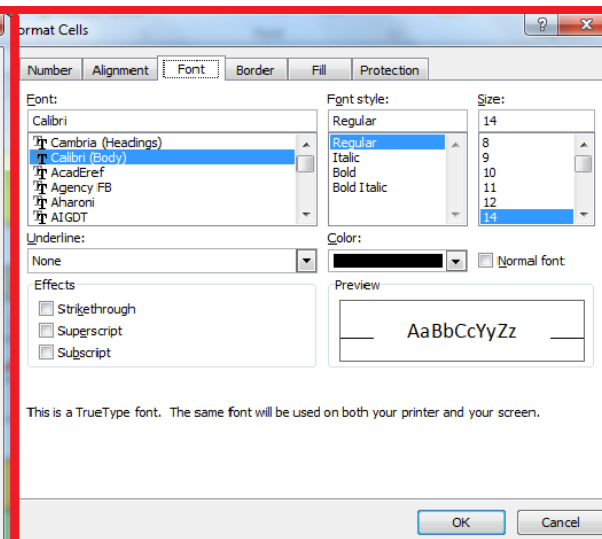 ormat Cells
? X
Number Alignment Font Border Fill Protection
Font: Font style: Size:
Calibri Regular 14
Cambria (Headings) Regular 8
Calibri (Body) Italic 9
AcadEref Bold 10
Agency FB Bold Italic 11
Aharoni 12
AIGDT 14
Underline: Color:
None Normal font
Effects Preview
Strikethrough
Superscript AaBbCcYyZz
Subscript
This is a TrueType font. The same font will be used on both your printer and your screen.
OK Cancel